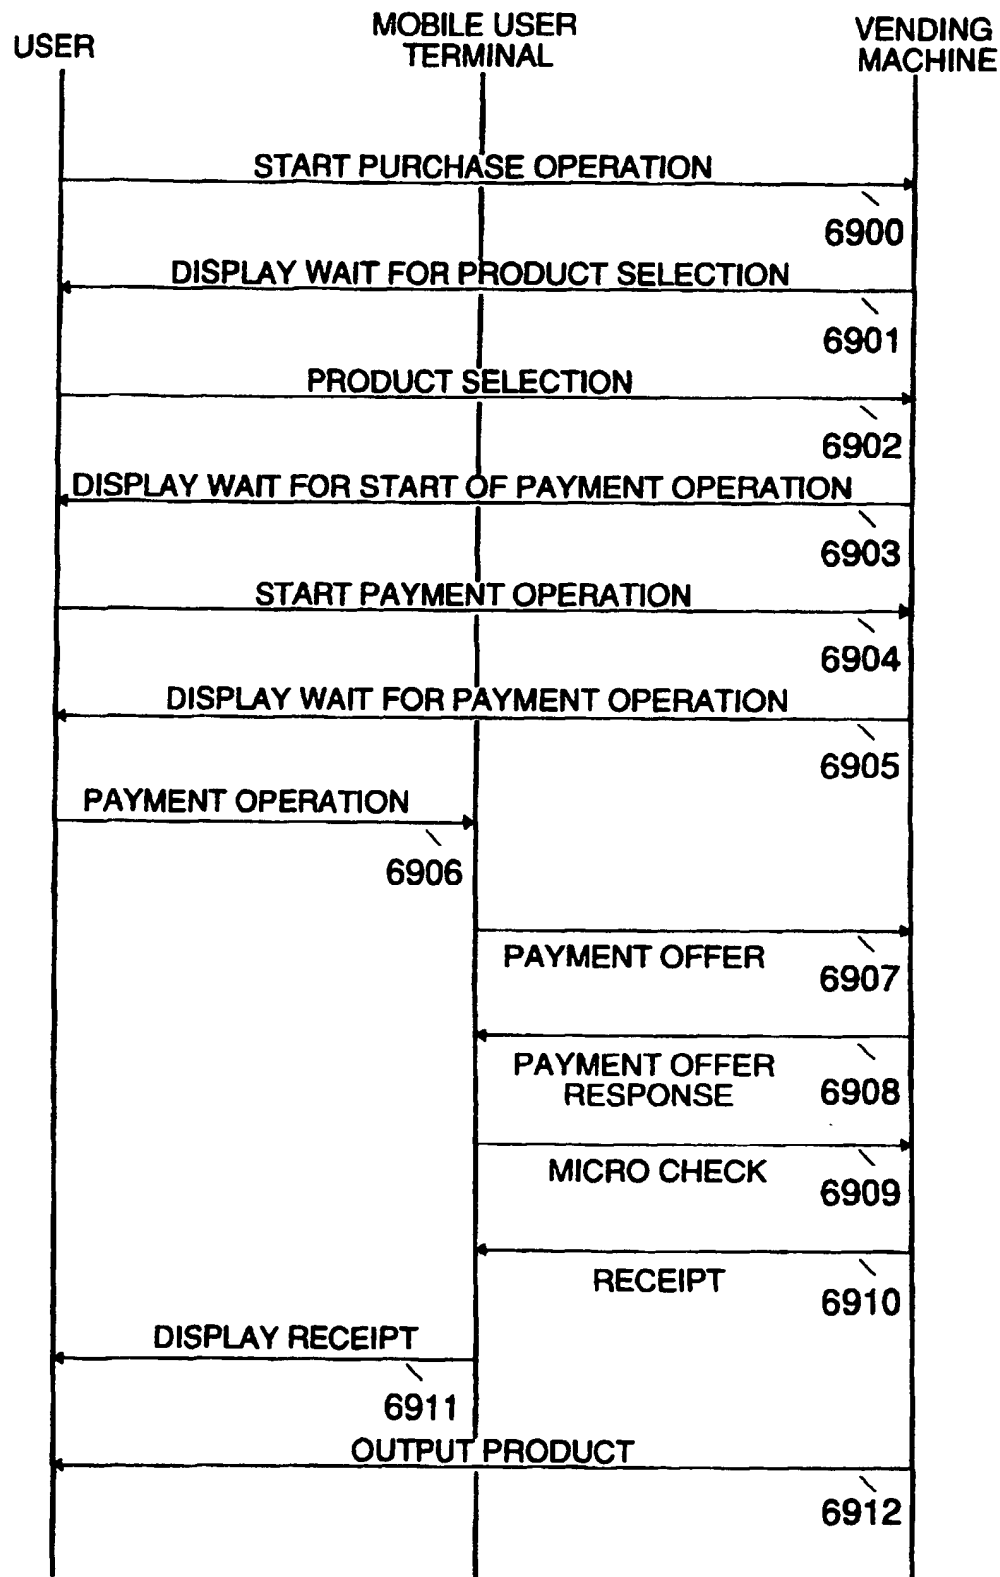 USER
MOBILE USER
TERMINAL
VENDING
MACHINE
START PURCHASE OPERATION
6900
DISPLAY WAIT FOR PRODUCT SELECTION
6901
PRODUCT SELECTION
6902
DISPLAY WAIT FOR START OF PAYMENT OPERATION
6903
START PAYMENT OPERATION
6904
DISPLAY WAIT FOR PAYMENT OPERATION
6905
PAYMENT OPERATION
6906
PAYMENT OFFER
6907
PAYMENT OFFER
RESPONSE
6908
MICRO CHECK
6909
RECEIPT
6910
DISPLAY RECEIPT
6911
OUTPUT PRODUCT
6912